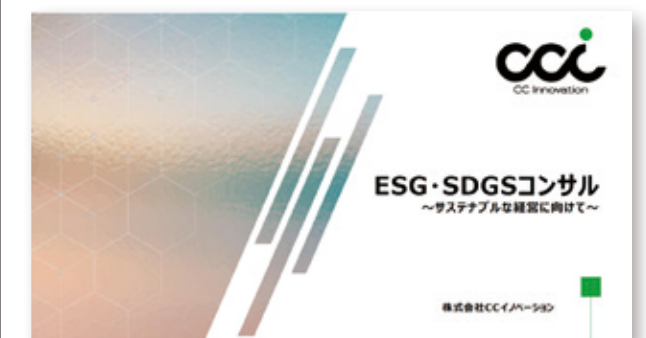 cci
CC Innovation
ESG・SDGSコンサル
~サステナブルな経営に向けて~
株式会社CCイノベーション